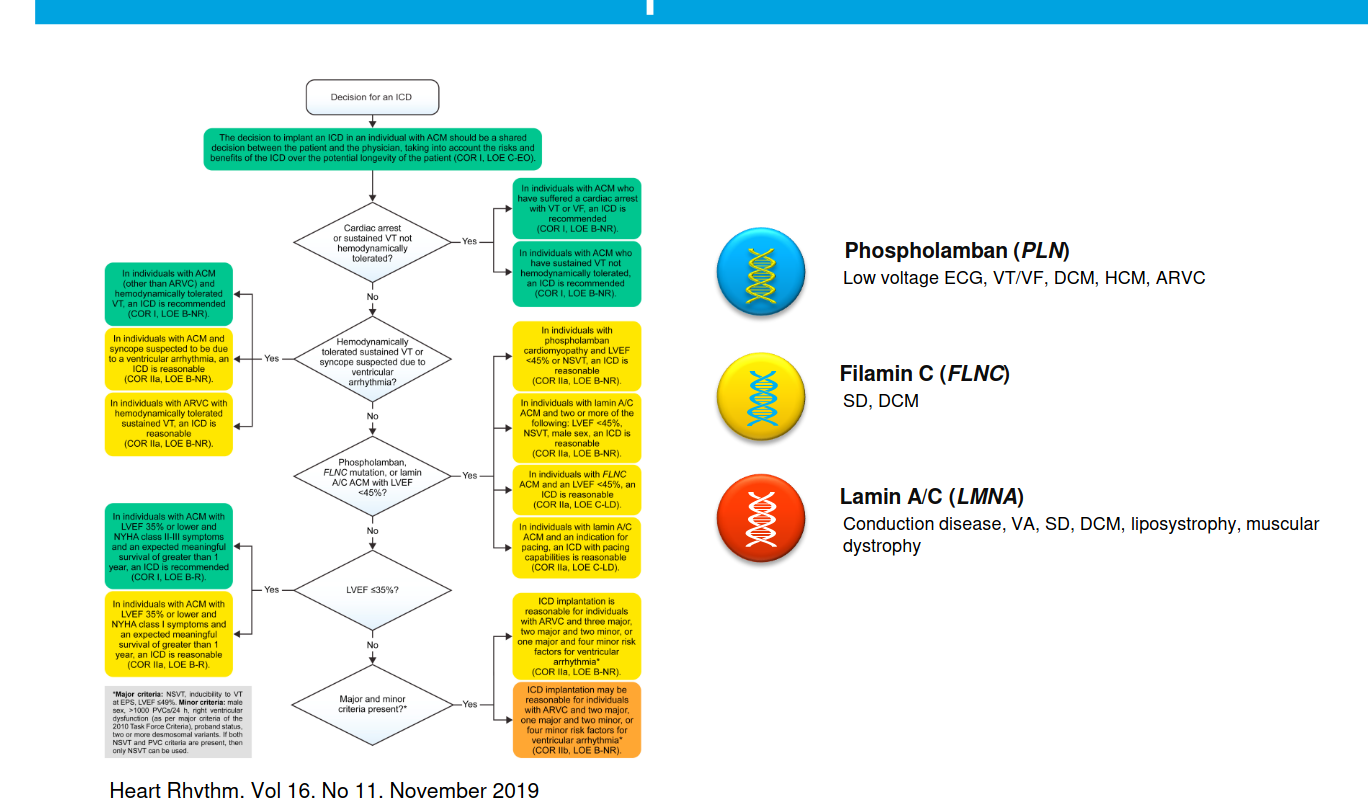 Decision for an ICD
The decision to implant an ICD in an individual with ACM should be a shared
decision between the patient and the physician, taking into account the risks and
benefits of the ICD over the potential longevity of the patient (COR I, LOE C-EO).
Cardiac arrest
or sustained VT not
hemodynamically
tolerated?
Yes
In individuals with ACM who
have suffered a cardiac arrest
with VT or VF, an ICD is
recommended
(COR I, LOE B-NR).
In individuals with ACM who
have sustained VT not
hemodynamically tolerated,
an ICD is recommended
(COR I, LOE B-NR).
No
In individuals with ACM
(other than ARVC) and
hemodynamically tolerated
VT, an ICD is recommended
(COR I, LOE B-NR).
In individuals with ACM and
syncope suspected to be due
to a ventricular arrhythmia, an
ICD is reasonable
(COR IIa, LOE B-NR).
In individuals with ARVC with
hemodynamically tolerated
sustained VT, an ICD is
reasonable
(COR IIa, LOE B-NR).
Yes
Hemodynamically
tolerated sustained VT or
syncope suspected due to
ventricular
arrhythmia?
No
Phospholamban,
FLNC mutation, or lamin
A/C ACM with LVEF
<45%?
Yes
In individuals with
phospholamban
cardiomyopathy and LVEF
<45% or NSVT, an ICD is
reasonable
(COR IIa, LOE B-NR).
In individuals with lamin A/C
ACM and two or more of the
following: LVEF <45%,
NSVT, male sex, an ICD is
reasonable
(COR IIa, LOE B-NR).
In individuals with FLNC
ACM and an LVEF <45%, an
ICD is reasonable
(COR IIa, LOE C-LD).
In individuals with lamin A/C
ACM and an indication for
pacing, an ICD with pacing
capabilities is reasonable
(COR IIa, LOE C-LD).
No
In individuals with ACM with
LVEF 35% or lower and
NYHA class II-III symptoms
and an expected meaningful
survival of greater than 1
year, an ICD is recommended
(COR I, LOE B-R).
In individuals with ACM with
LVEF 35% or lower and
NYHA class I symptoms and
an expected meaningful
survival of greater than 1
year, an ICD is reasonable
(COR IIa, LOE B-R).
Yes
LVEF ≤35%?
No
Major and minor
criteria present?*
Yes
ICD implantation is
reasonable for individuals
with ARVC and three major,
two major and two minor, or
one major and four minor risk
factors for ventricular
arrhythmia*
(COR IIa, LOE B-NR).
ICD implantation may be
reasonable for individuals
with ARVC and two major,
one major and two minor, or
four minor risk factors for
ventricular arrhythmia*
(COR IIb, LOE B-NR).
*Major criteria: NSVT, inducibility to VT
at EPS, LVEF ≤49%. Minor criteria: male
sex, >1000 PVCs/24 h, right ventricular
dysfunction (as per major criteria of the
2010 Task Force Criteria), proband status,
two or more desmosomal variants. If both
NSVT and PVC criteria are present, then
only NSVT can be used.
Heart Rhythm. Vol 16. No 11. November 2019
Phospholamban (PLN)
Low voltage ECG, VT/VF, DCM, HCM, ARVC
Filamin C (FLNC)
SD, DCM
Lamin A/C (LMNA)
Conduction disease, VA, SD, DCM, liposystrophy, muscular
dystrophy